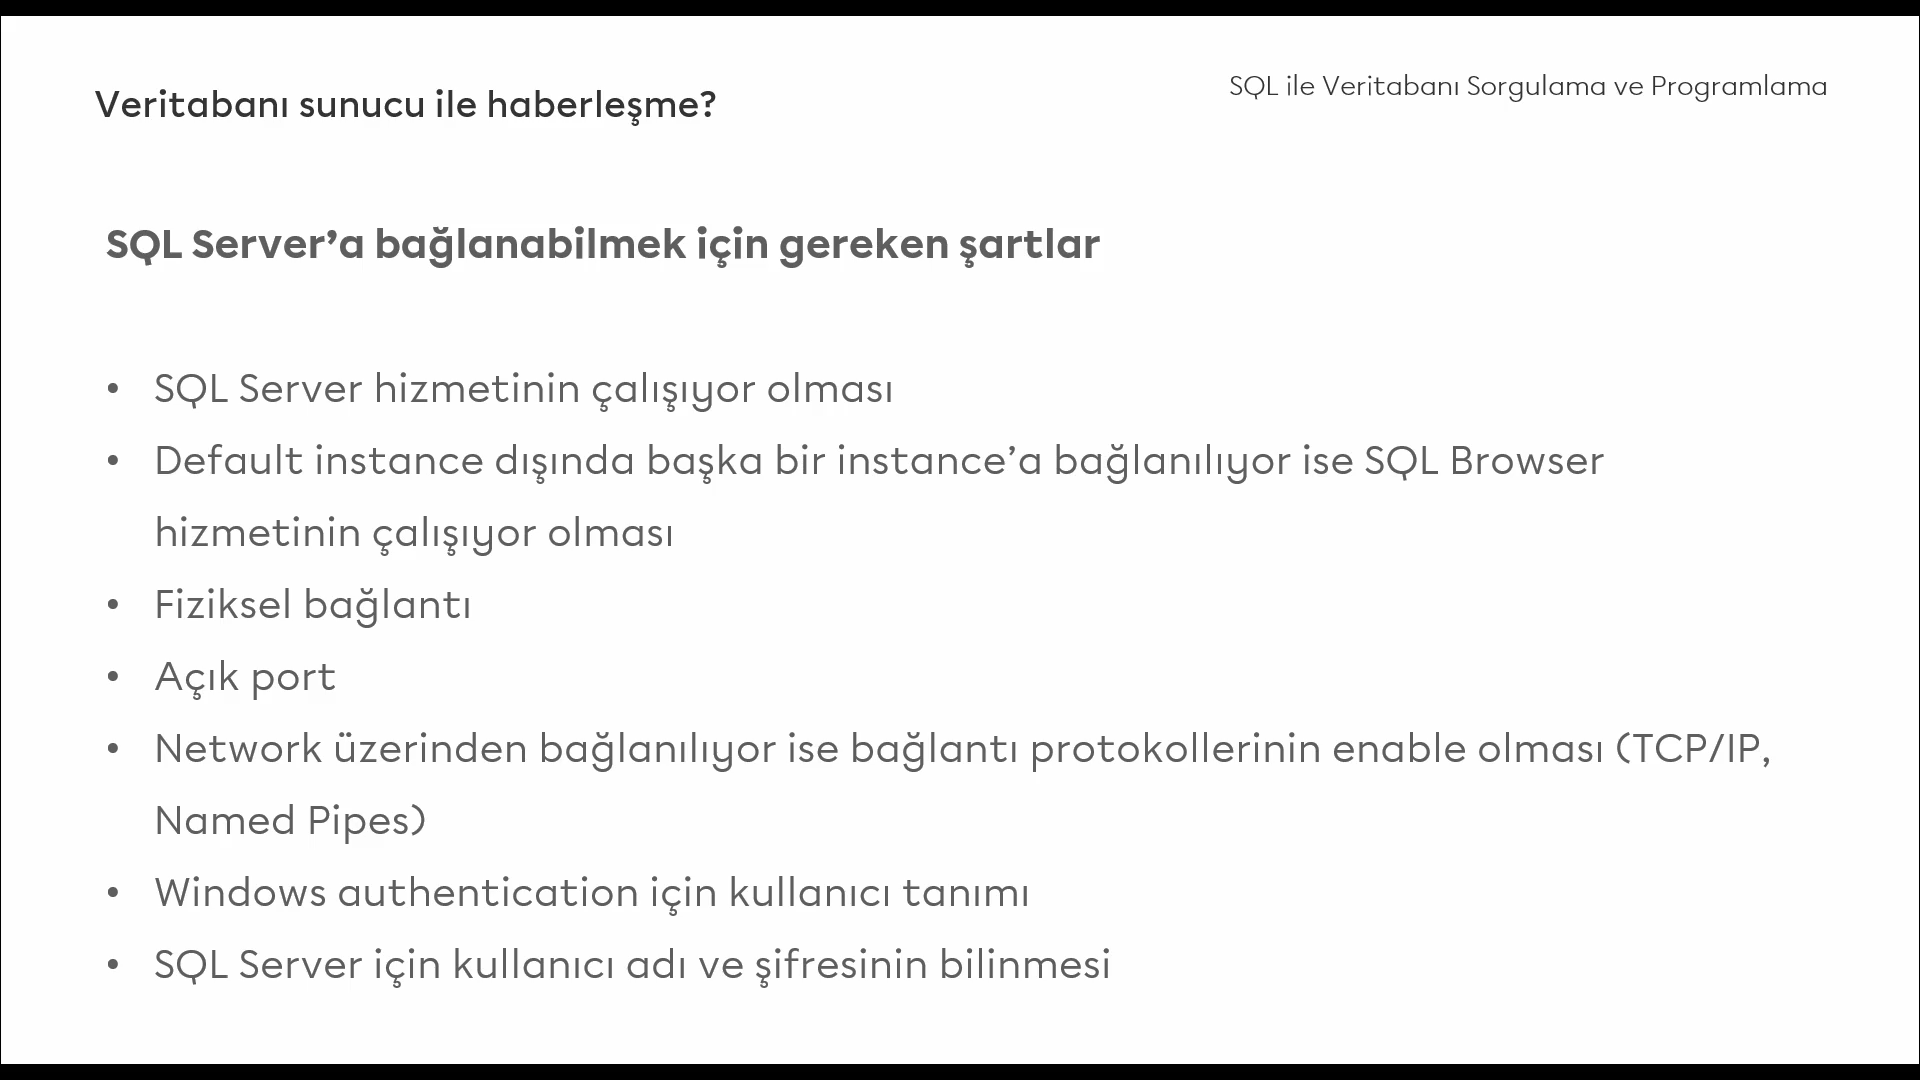 SQL ile Veritabanı Sorgulama ve Programlama
Veritabanı sunucu ile haberleşme?
SQL Server’a bağlanabilmek için gereken şartlar
• SQL Server hizmetinin çalışıyor olması
• Default instance dışında başka bir instance’a bağlanılıyor ise SQL Browser
hizmetinin çalışıyor olması
• Fiziksel bağlantı
• Açık port
• Network üzerinden bağlanılıyor ise bağlantı protokollerinin enable olması (TCP/IP,
Named Pipes)
• Windows authentication için kullanıcı tanımı
• SQL Server için kullanıcı adı ve şifresinin bilinmesi